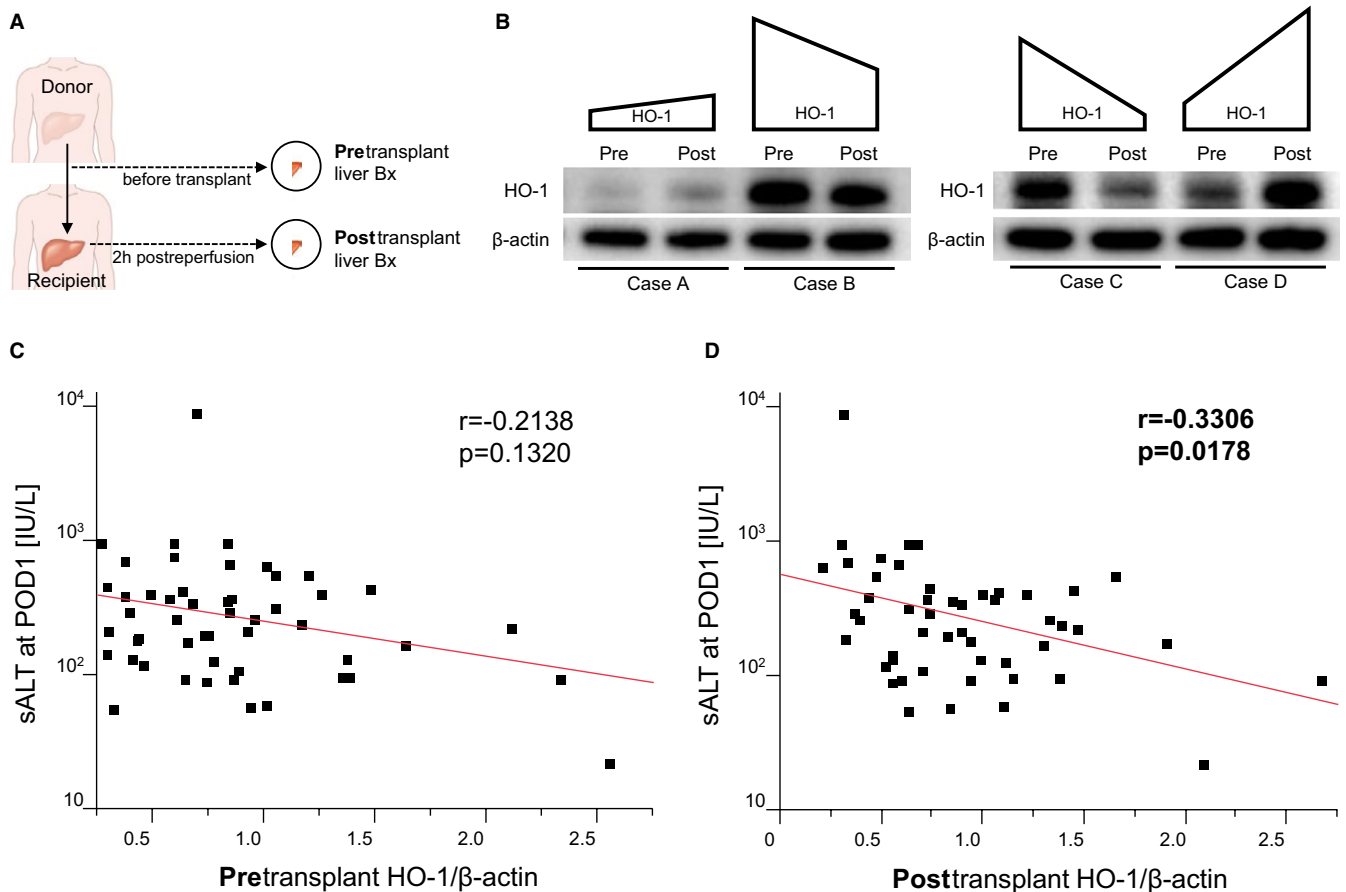 A
Donor
before transplant
Pretransplant
liver Bx
2h postreperfusion
Posttransplant
liver Bx
Recipient
B
HO-1 HO-1 HO-1 HO-1
Pre Post Pre Post Pre Post Pre Post
HO-1 HO-1
β-actin β-actin
Case A Case B Case C Case D
C
10⁴
10³
10²
10
r=-0.2138
p=0.1320
sALT at POD1 [IU/L]
0.5 1.0 1.5 2.0 2.5
Pretransplant HO-1/β-actin
D
10⁴
10³
10²
10
r=-0.3306
p=0.0178
sALT at POD1 [IU/L]
0 0.5 1.0 1.5 2.0 2.5
Posttransplant HO-1/β-actin